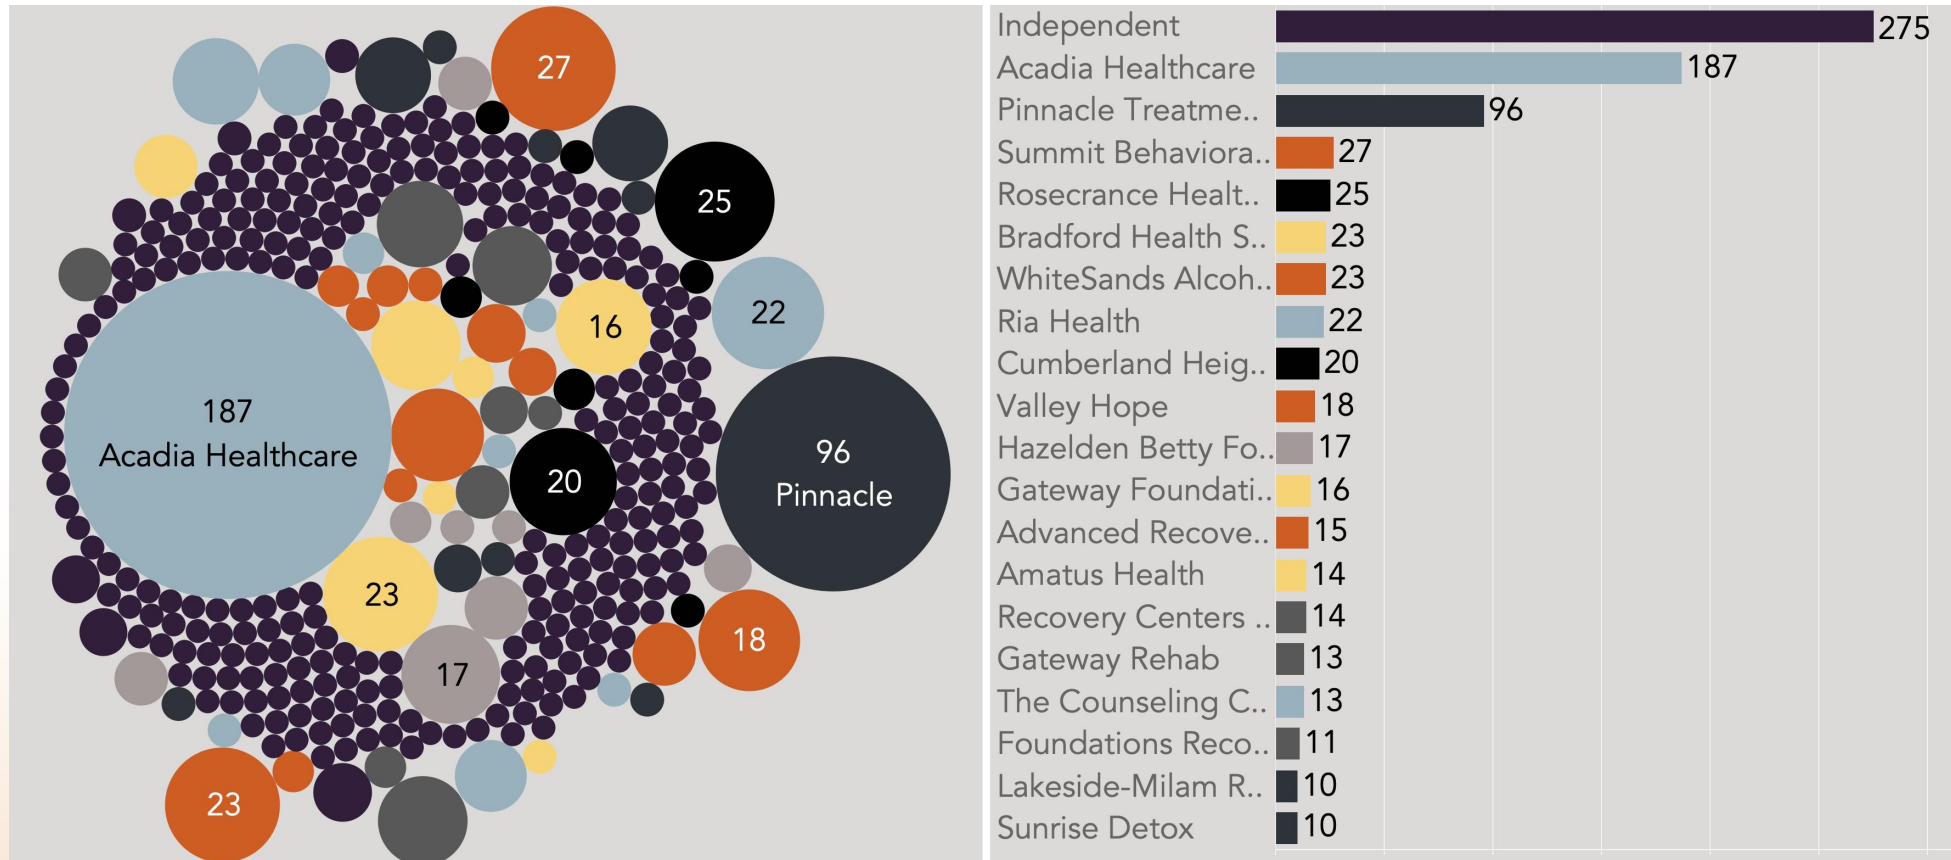 27
25
16
22
187
Acadia Healthcare
96
Pinnacle
20
23
17
18
23
Independent 275
Acadia Healthcare 187
Pinnacle Treatme.. 96
Summit Behaviora.. 27
Rosecrance Healt.. 25
Bradford Health S.. 23
WhiteSands Alcoh.. 23
Ria Health 22
Cumberland Heig.. 20
Valley Hope 18
Hazelden Betty Fo.. 17
Gateway Foundati.. 16
Advanced Recove.. 15
Amatus Health 14
Recovery Centers .. 14
Gateway Rehab 13
The Counseling C.. 13
Foundations Reco.. 11
Lakeside-Milam R.. 10
Sunrise Detox 10